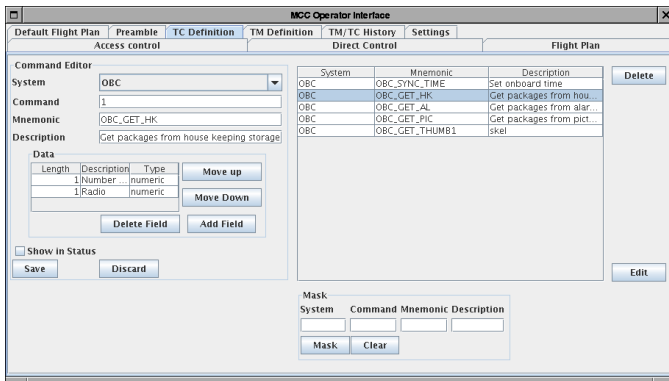 MCC Operator Interface
Default Flight Plan Preamble TC Definition TM Definition TM/TC History Settings
Access control Direct Control Flight Plan
Command Editor
System OBC
Command 1
Mnemonic OBC_GET_HK
Description Get packages from house keeping storage
Data
Length Description Type
1 Number ... numeric
1 Radio numeric
Move up
Move Down
Delete Field Add Field
Show in Status
Save Discard
System Mnemonic Description
OBC OBC_SYNC_TIME Set onboard time
OBC OBC_GET_HK Get packages from hou...
OBC OBC_GET_AL Get packages from alar...
OBC OBC_GET_PIC Get packages from pict...
OBC OBC_GET_THUMB1 skel
Delete
Edit
Mask
System Command Mnemonic Description
Mask Clear